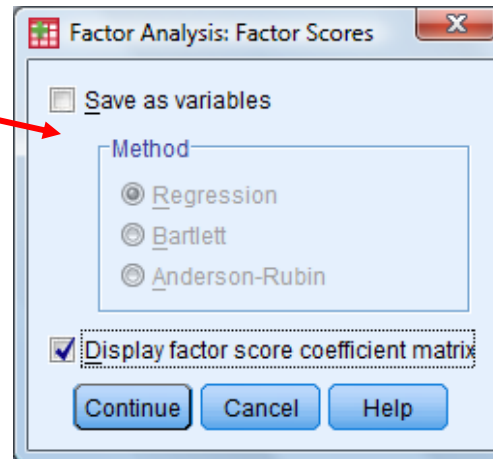 Factor Analysis: Factor Scores
Save as variables
Method
Regression
Bartlett
Anderson-Rubin
Display factor score coefficient matrix
Continue Cancel Help